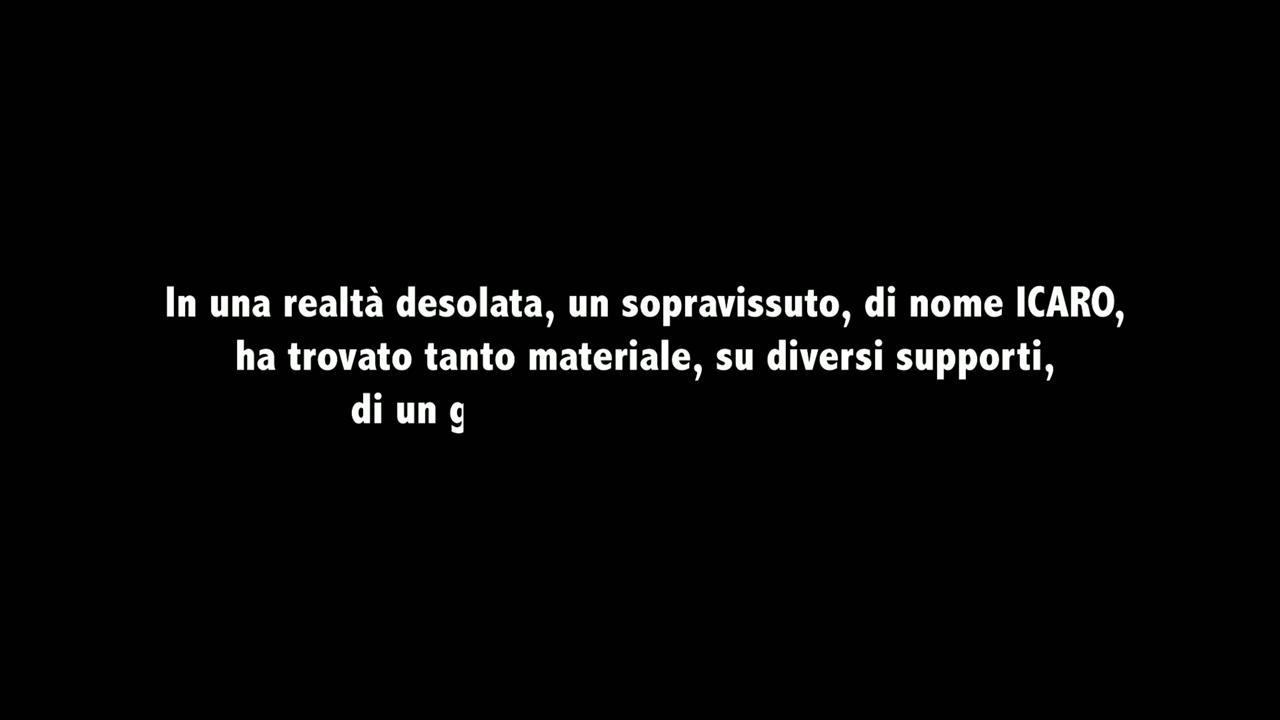 In una realtà desolata, un sopravissuto, di nome ICARO,
ha trovato tanto materiale, su diversi supporti,
di un g